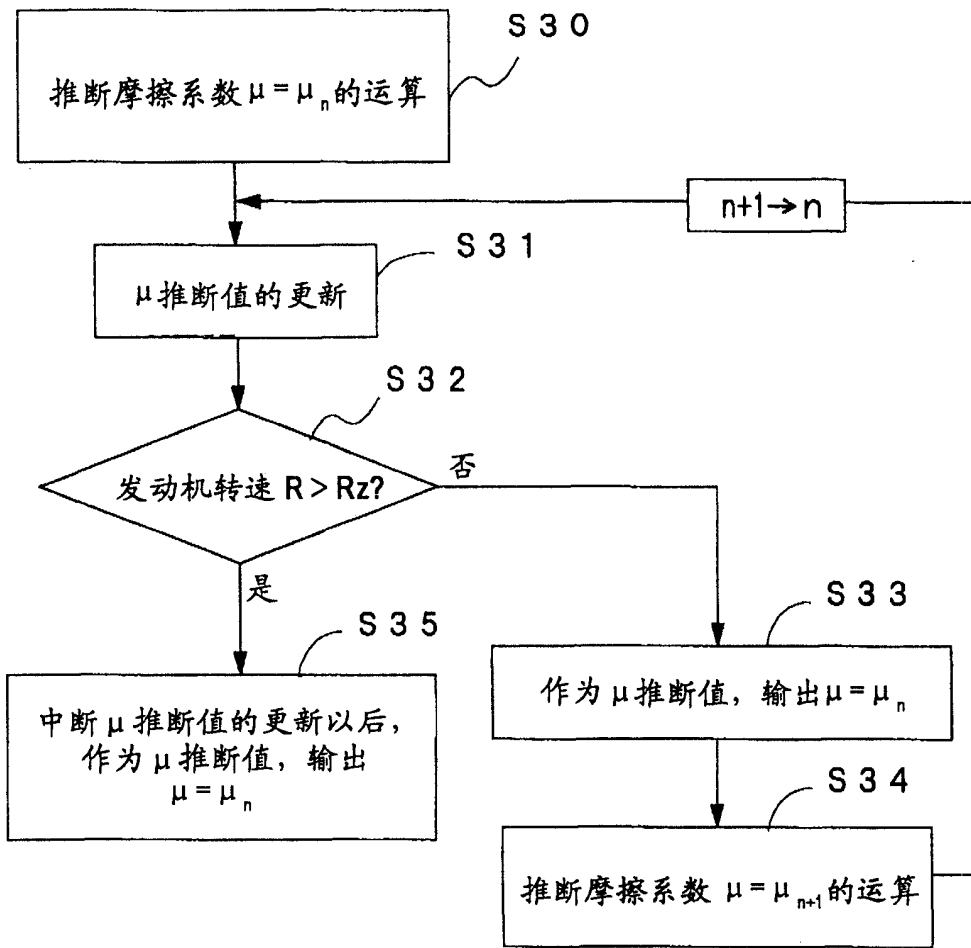 S30
推断摩擦系数 μ=μn的运算
n+1→n
S31
μ推断值的更新
S32
发动机转速 R > Rz?
否
是
S33
S35
作为 μ推断值, 输出μ=μn
中断 μ推断值的更新以后,
作为 μ推断值, 输出
μ=μn
S34
推断摩擦系数 μ=μn+1的运算